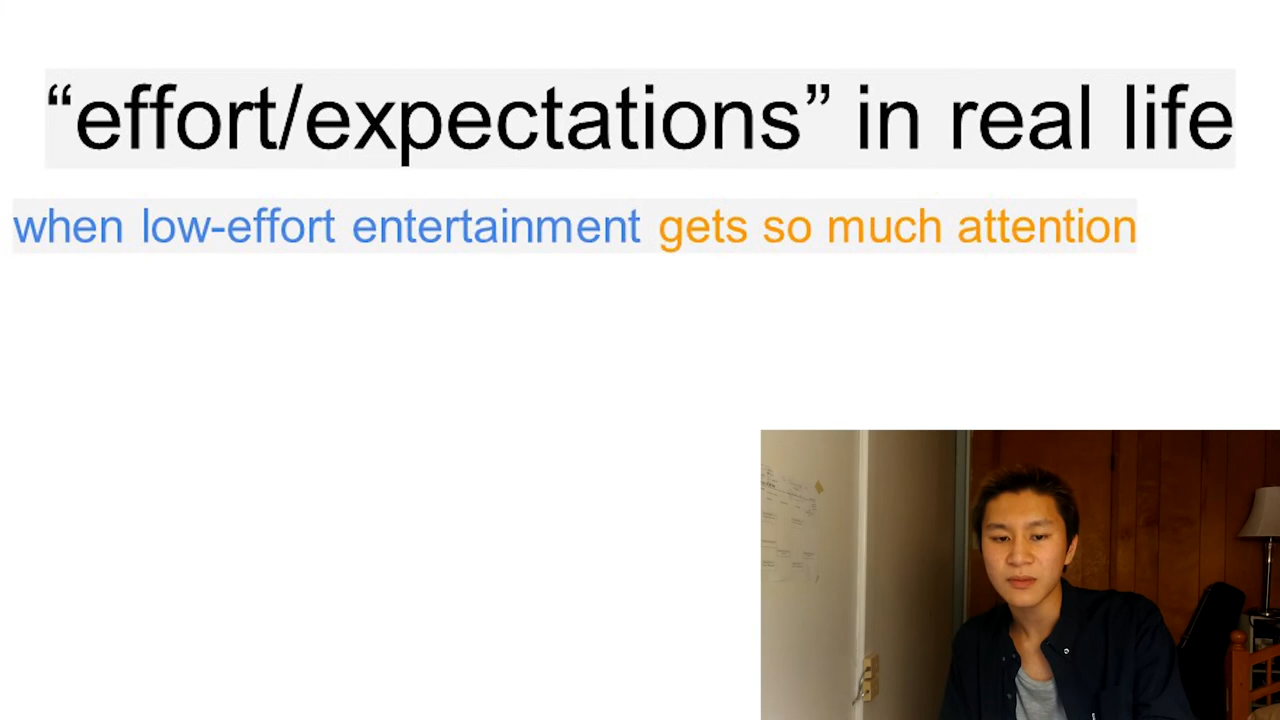 “effort/expectations” in real life
when low-effort entertainment gets so much attention